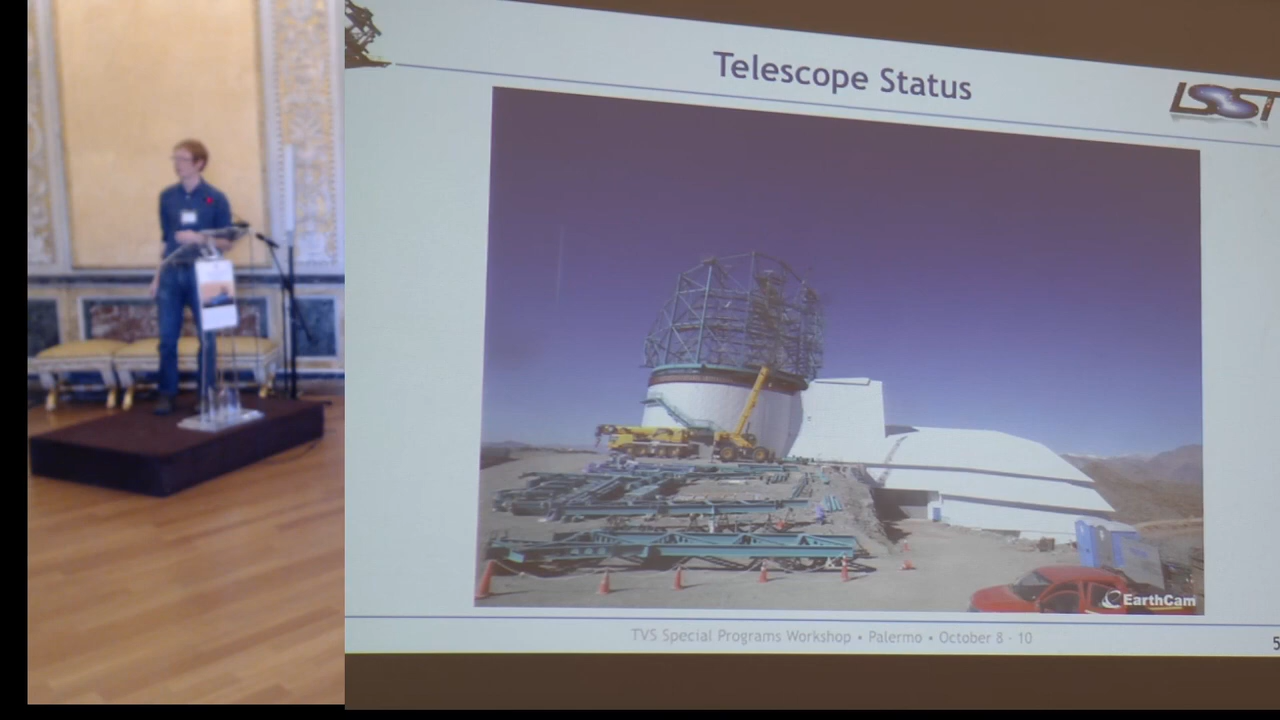 Telescope Status
LSST
EarthCam
TVS Special Programs Workshop • Palermo • October 8 - 10
5